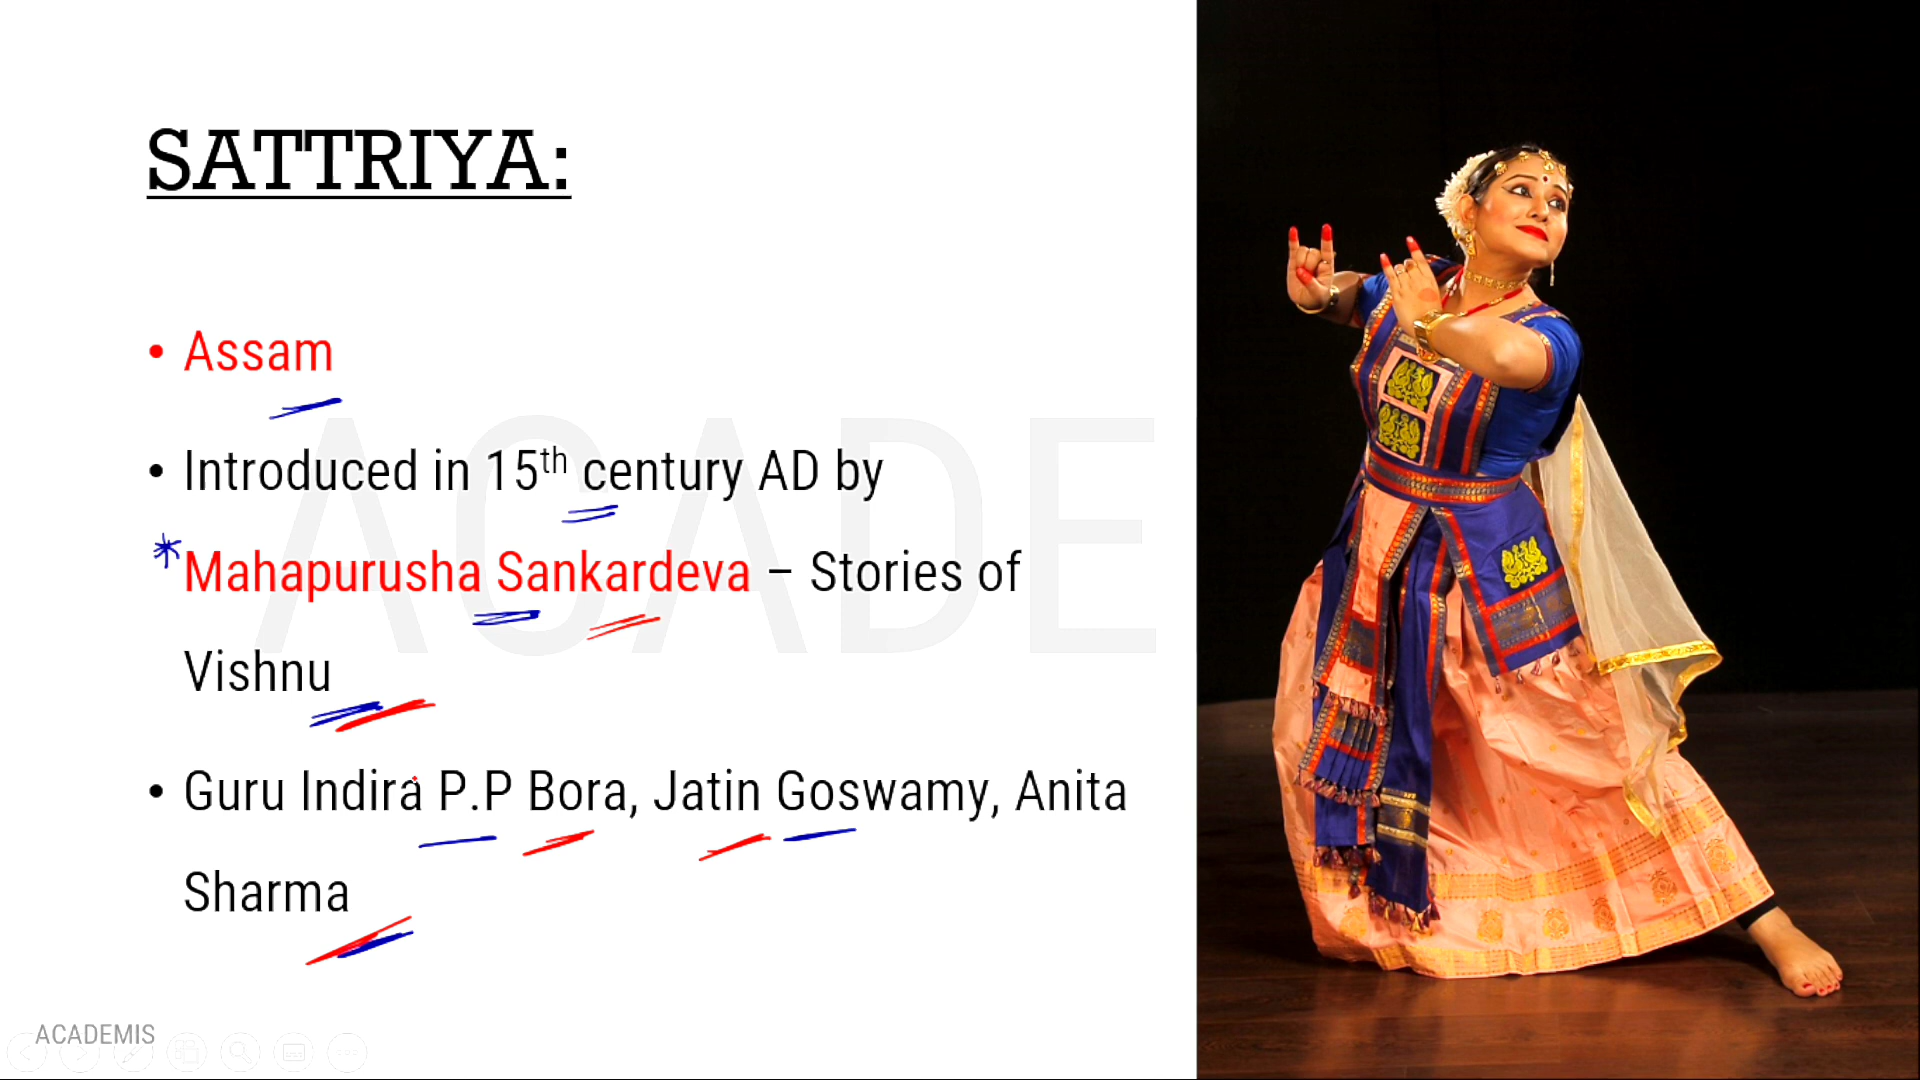 SATTRIYA:
• Assam
• Introduced in 15th century AD by
*Mahapurusha Sankardeva – Stories of
Vishnu
• Guru Indira P.P Bora, Jatin Goswamy, Anita
Sharma
ACADE
ACADEMIS